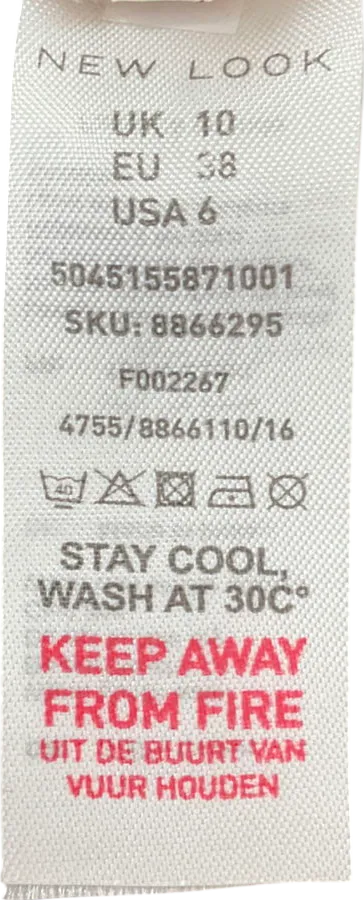 NEW LOOK
UK 10
EU 38
USA 6
5045155871001
SKU: 8866295
F002267
4755/8866110/16
40
STAY COOL,
WASH AT 30C°
KEEP AWAY
FROM FIRE
UIT DE BUURT VAN
VUUR HOUDEN